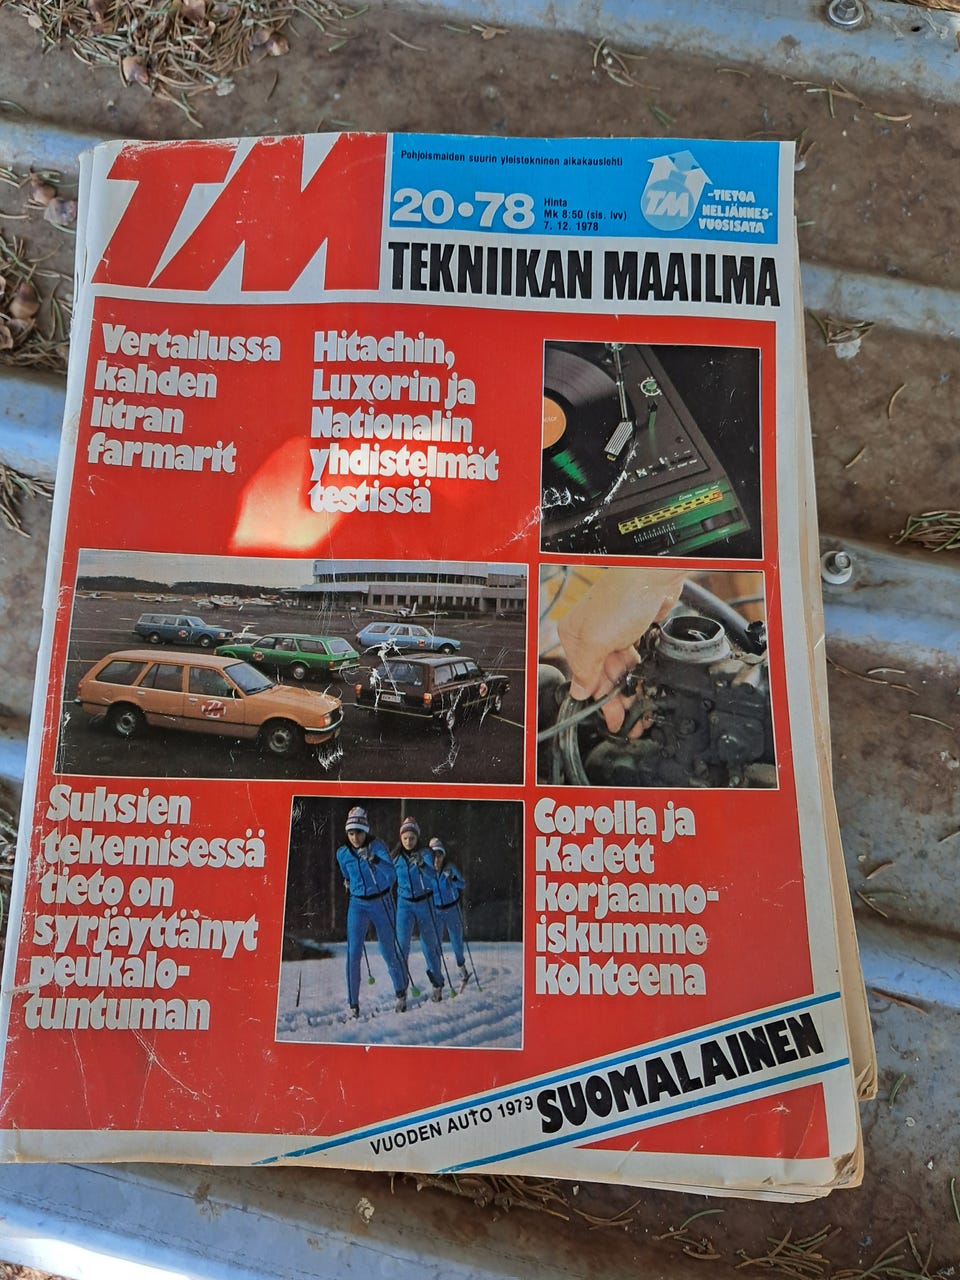 TM
Pohjoismaiden suurin yleistekninen aikakauslehti
20•78
Hinta
Mk 8:50 (sis. lvv)
7. 12. 1978
TM
-TIETOA
NELJÄNNES-
VUOSISATA
TEKNIIKAN MAAILMA
Vertailussa
kahden
litran
farmarit
Hitachin,
Luxorin ja
Nationalin
yhdistelmät
testissä
Suksien
tekemisessä
tieto on
syrjäyttänyt
peukalo-
tuntuman
Corolla ja
Kadett
korjaamo-
iskumme
kohteena
VUODEN AUTO 1979 SUOMALAINEN